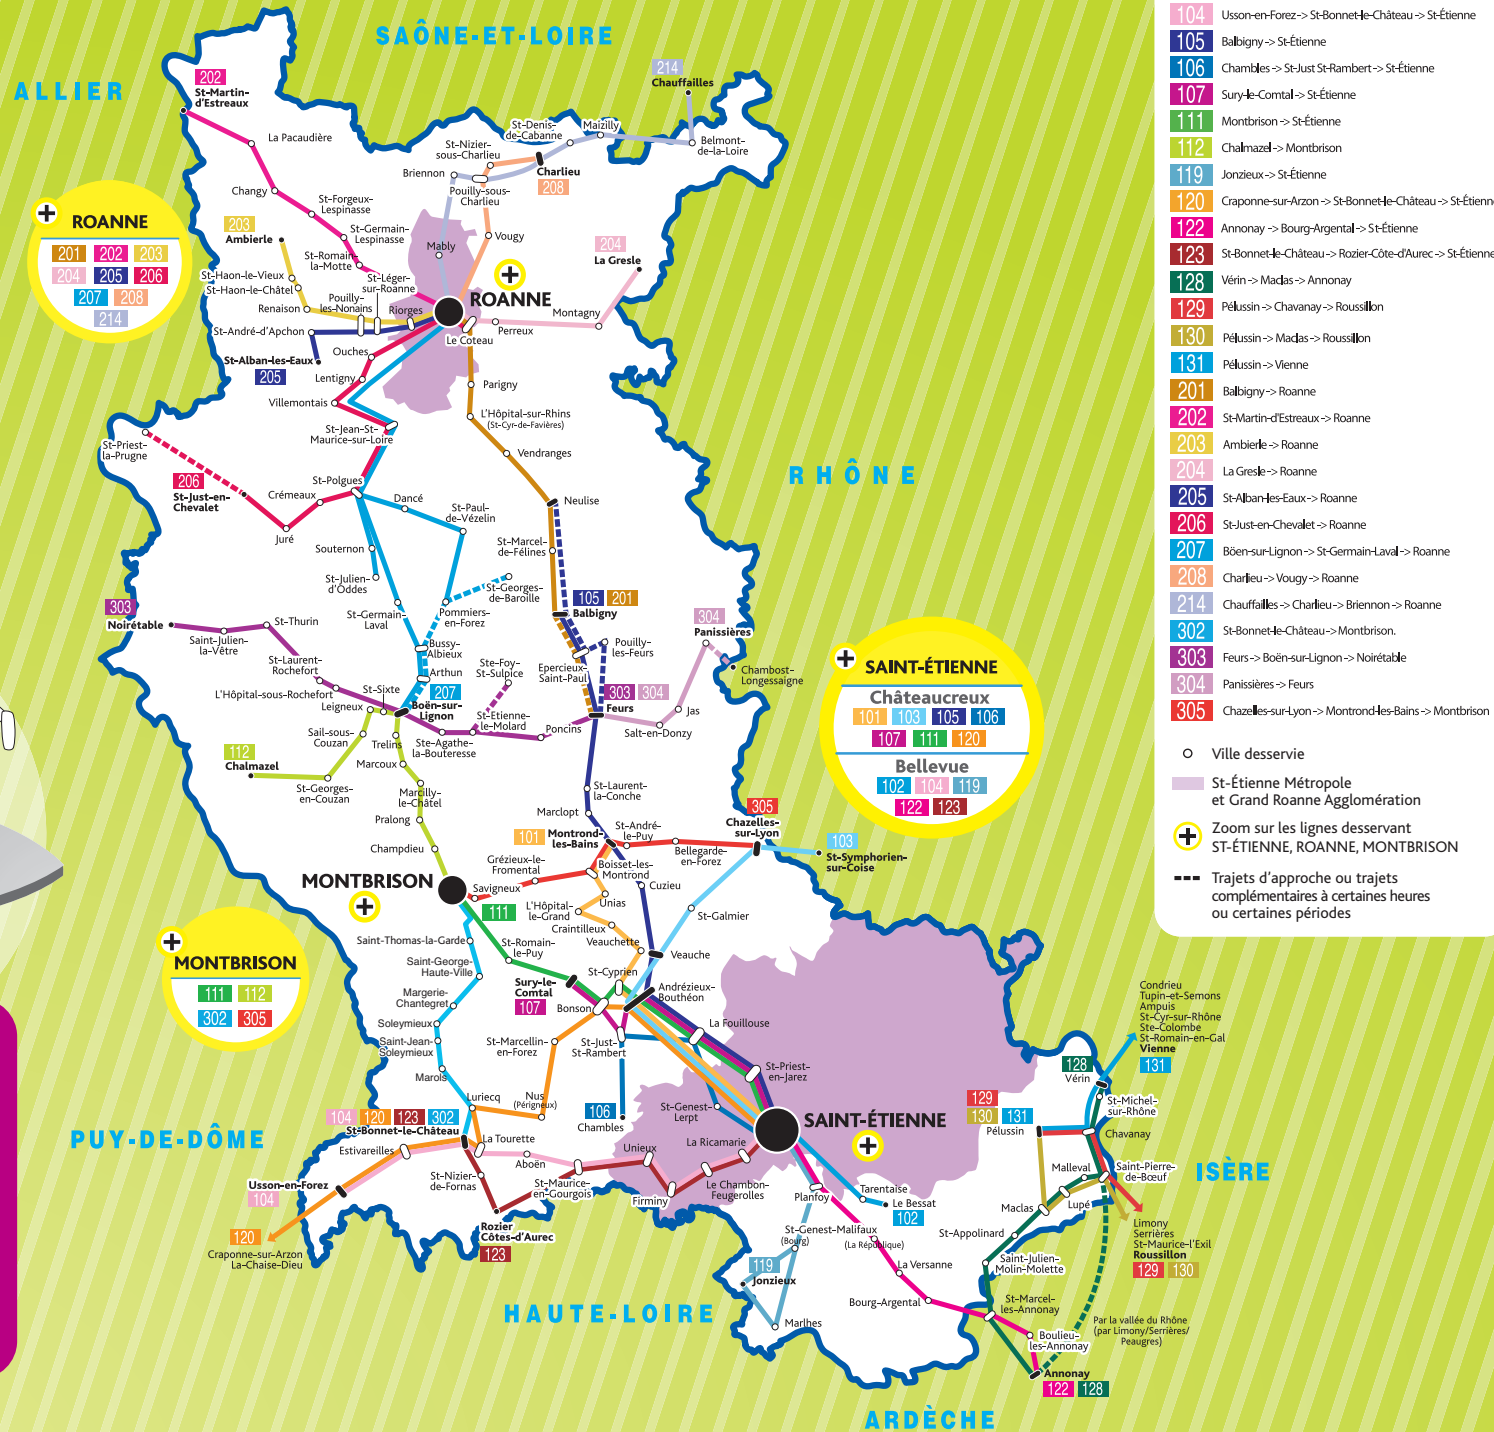 SAÔNE-ET-LOIRE
ALLIER
RHÔNE
PUY-DE-DÔME
HAUTE-LOIRE
ISÈRE
ARDÈCHE
202
St-Martin-
d'Estreaux
La Pacaudière
Changy
St-Forgeux-
Lespinasse
St-Germain-
Lespinasse
St-Romain-
la-Motte
St-Léger-
sur-Roanne
203
Ambierle
St-Haon-le-Vieux
St-Haon-le-Châtel
Renaison
Pouilly-
les-Nonains
Riorges
St-André-d'Apchon
St-Alban-les-Eaux
205
Ouches
Lentigny
Villemontais
St-Jean-St-
Maurice-sur-Loire
214
Chauffailles
St-Denis-
de-Cabanne
Maizilly
Belmont-
de-la-Loire
St-Nizier-
sous-Charlieu
Briennon
Charlieu
208
Pouilly-sous-
Charlieu
Mably
Vougy
204
La Gresle
ROANNE
Montagny
Perreux
Le Coteau
Parigny
L'Hôpital-sur-Rhins
(St-Cyr-de-Favières)
Vendranges
Neulise
St-Marcel-
de-Félines
ROANNE
201 202 203
204 205 206
207 208
214
St-Priest-
la-Prugne
206
St-Just-en-
Chevalet
Crémeaux
Juré
St-Polgues
Dancé
St-Paul-
de-Vézelin
Souternon
St-Julien-
d'Oddes
St-Georges-
de-Baroille
St-Germain-
Laval
Pommiers-
en-Forez
105 201
Balbigny
Pouilly-
les-Feurs
Epercieux-
Saint-Paul
303
Noirétable
Saint-Julien-
la-Vêtre
St-Thurin
St-Laurent-
Rochefort
L'Hôpital-sous-Rochefort
Bussy-
Albieux
Arthun
207
Boën-sur-
Lignon
Ste-Foy-
St-Sulpice
St-Sixte
Leigneux
Sail-sous-
Couzan
Trelins
Ste-Agathe-
la-Bouteresse
St-Etienne-
le-Molard
Poncins
303 304
Feurs
304
Panissières
Chambost-
Longessaigne
Jas
Salt-en-Donzy
112
Chalmazel
St-Georges-
en-Couzan
Marcoux
Marcilly-
le-Châtel
Pralong
Champdieu
St-Laurent-
la-Conche
Marclopt
101
Montrond-
les-Bains
St-André-
le-Puy
Bellegarde-
en-Forez
305
Chazelles-
sur-Lyon
103
St-Symphorien-
sur-Coise
Grézieux-le-
Fromental
Boisset-les-
Montrond
Cuzieu
MONTBRISON
Savigneux
111
L'Hôpital-
le-Grand
Unias
Craintilleux
St-Galmier
Veauchette
Veauche
St-Romain-
le-Puy
Saint-Thomas-la-Garde
Saint-George-
Haute-Ville
Margerie-
Chantegret
Soleymieux
Saint-Jean-
Soleymieux
Marols
MONTBRISON
111 112
302 305
SAINT-ÉTIENNE
Châteaucreux
101 103 105 106
107 111 120
Bellevue
102 104 119
122 123
Sury-le-
Comtal
107
St-Cyprien
Bonson
Andrézieux-
Bouthéon
La Fouillouse
St-Marcellin-
en-Forez
St-Just-
St-Rambert
St-Priest-
en-Jarez
Luriecq
Nus
(Périgneux)
106
Chambles
St-Genest-
Lerpt
SAINT-ÉTIENNE
104 120 123 302
St-Bonnet-le-Château
Estivareilles
La Tourette
Aboën
Unieux
La Ricamarie
Usson-en-Forez
104
St-Nizier-
de-Fornas
St-Maurice-
en-Gourgois
Firminy
Le Chambon-
Feugerolles
120
Craponne-sur-Arzon
La-Chaise-Dieu
Rozier
Côtes-d'Aurec
123
Planfoy
Tarentaise
Le Bessat
102
St-Genest-Malifaux
(Bourg)
(La République)
119
Jonzieux
Marlhes
La Versanne
Bourg-Argental
Condrieu
Tupin-et-Semons
Ampuis
St-Cyr-sur-Rhône
Ste-Colombe
St-Romain-en-Gal
Vienne
131
128
Vérin
129
130 131
Pélussin
St-Michel-
sur-Rhône
Chavanay
Malleval
Saint-Pierre-
de-Bœuf
Maclas
Lupé
St-Appolinard
Saint-Julien-
Molin-Molette
Limony
Serrières
St-Maurice-l'Exil
Roussillon
129 130
St-Marcel-
les-Annonay
Boulieu-
les-Annonay
Par la vallée du Rhône
(par Limony/Serrières/
Peaugres)
Annonay
122 128
104 Usson-en-Forez -> St-Bonnet-le-Château -> St-Étienne
105 Balbigny -> St-Étienne
106 Chambles -> St-Just St-Rambert -> St-Étienne
107 Sury-le-Comtal -> St-Étienne
111 Montbrison -> St-Étienne
112 Chalmazel -> Montbrison
119 Jonzieux -> St-Étienne
120 Craponne-sur-Arzon -> St-Bonnet-le-Château -> St-Étienne
122 Annonay -> Bourg-Argental -> St-Étienne
123 St-Bonnet-le-Château -> Rozier-Côte-d'Aurec -> St-Étienne
128 Vérin -> Maclas -> Annonay
129 Pélussin -> Chavanay -> Roussillon
130 Pélussin -> Maclas -> Roussillon
131 Pélussin -> Vienne
201 Balbigny -> Roanne
202 St-Martin-d'Estreaux -> Roanne
203 Ambierle -> Roanne
204 La Gresle -> Roanne
205 St-Alban-les-Eaux -> Roanne
206 St-Just-en-Chevalet -> Roanne
207 Böen-sur-Lignon -> St-Germain-Laval -> Roanne
208 Charlieu -> Vougy -> Roanne
214 Chauffailles -> Charlieu -> Briennon -> Roanne
302 St-Bonnet-le-Château -> Montbrison.
303 Feurs -> Boën-sur-Lignon -> Noirétable
304 Panissières -> Feurs
305 Chazelles-sur-Lyon -> Montrond-les-Bains -> Montbrison
Ville desservie
St-Étienne Métropole
et Grand Roanne Agglomération
Zoom sur les lignes desservant
ST-ÉTIENNE, ROANNE, MONTBRISON
Trajets d'approche ou trajets
complémentaires à certaines heures
ou certaines périodes